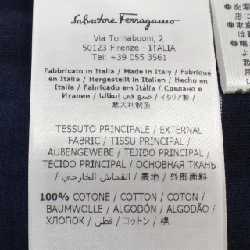 Salvatore Ferragamo
Via Tornabuoni, 2
50123 Firenze - ITALIA
Tel. +39 055 3561
Fabbricato in Italia / Made in Italy / Fabriqué
en Italie / Hergestellt in Italien / Hecho en
Italia / Fabricado em Itália / Сделано в
Италии / صنع في إيطاليا / イタリア製 /
意大利制造
TESSUTO PRINCIPALE / EXTERNAL
FABRIC / TISSU PRINCIPAL /
AUßENGEWEBE / TEJIDO PRINCIPAL /
TECIDO PRINCIPAL / ОСНОВНАЯ ТКАНЬ
/ القماش الخارجي / 表地 / 外部面料
100% COTONE / COTTON / COTON /
BAUMWOLLE / ALGODÓN / ALGODÃO /
ХЛОПОК / قطن / コットン / 棉